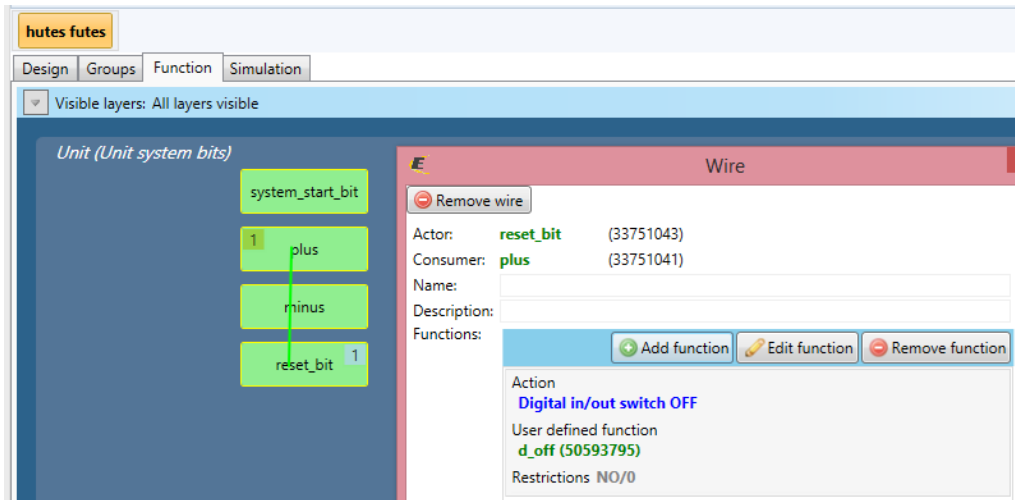 hutes futes
Design Groups Function Simulation
Visible layers: All layers visible
Unit (Unit system bits)
system_start_bit
1
plus
minus
reset_bit 1
E Wire
Remove wire
Actor: reset_bit (33751043)
Consumer: plus (33751041)
Name:
Description:
Functions:
Add function Edit function Remove function
Action
Digital in/out switch OFF
User defined function
d_off (50593795)
Restrictions NO/0